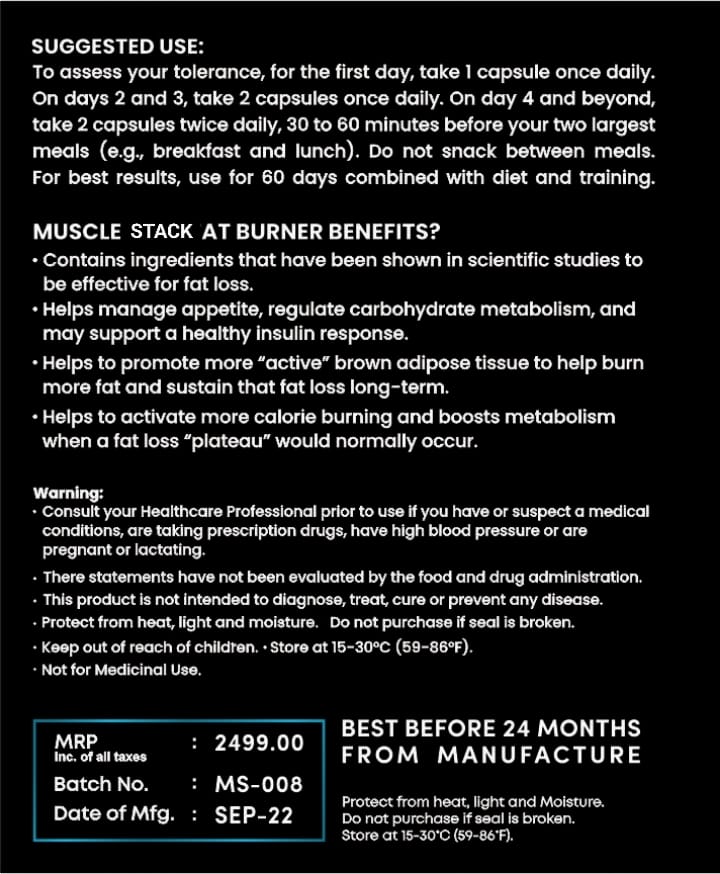 SUGGESTED USE:
To assess your tolerance, for the first day, take 1 capsule once daily.
On days 2 and 3, take 2 capsules once daily. On day 4 and beyond,
take 2 capsules twice daily, 30 to 60 minutes before your two largest
meals (e.g., breakfast and lunch). Do not snack between meals.
For best results, use for 60 days combined with diet and training.
MUSCLE STACK AT BURNER BENEFITS?
• Contains ingredients that have been shown in scientific studies to
be effective for fat loss.
• Helps manage appetite, regulate carbohydrate metabolism, and
may support a healthy insulin response.
• Helps to promote more “active” brown adipose tissue to help burn
more fat and sustain that fat loss long-term.
• Helps to activate more calorie burning and boosts metabolism
when a fat loss “plateau” would normally occur.
Warning:
• Consult your Healthcare Professional prior to use if you have or suspect a medical
conditions, are taking prescription drugs, have high blood pressure or are
pregnant or lactating.
• There statements have not been evaluated by the food and drug administration.
• This product is not intended to diagnose, treat, cure or prevent any disease.
• Protect from heat, light and moisture. Do not purchase if seal is broken.
• Keep out of reach of children. • Store at 15-30°C (59-86°F).
• Not for Medicinal Use.
MRP : 2499.00
Inc. of all taxes
Batch No. : MS-008
Date of Mfg. : SEP-22
BEST BEFORE 24 MONTHS
FROM MANUFACTURE
Protect from heat, light and Moisture.
Do not purchase if seal is broken.
Store at 15-30°C (59-86°F).